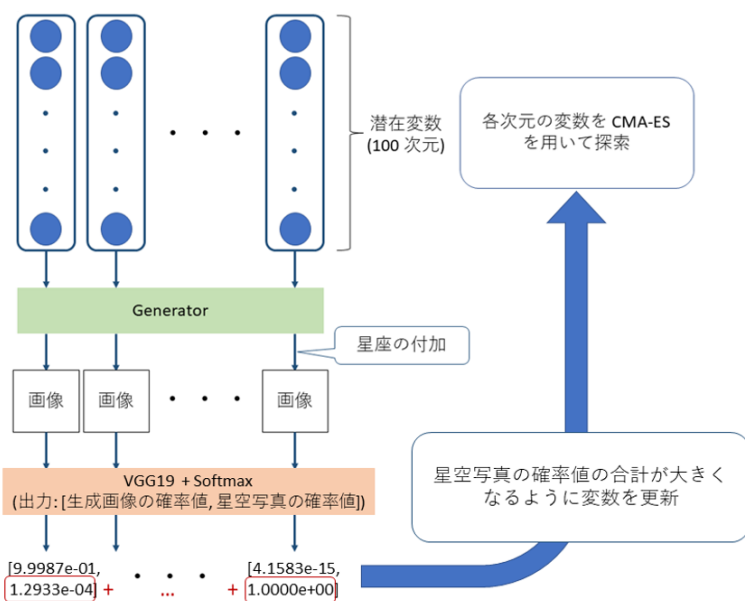 潜在変数
(100 次元)
各次元の変数を CMA-ES
を用いて探索
Generator
星座の付加
画像 画像 ・ ・ ・ 画像
VGG19 + Softmax
(出力: [生成画像の確率値, 星空写真の確率値])
星空写真の確率値の合計が大きく
なるように変数を更新
[9.9987e-01, ・ ・ ・ [4.1583e-15,
1.2933e-04] + ... + 1.0000e+00]